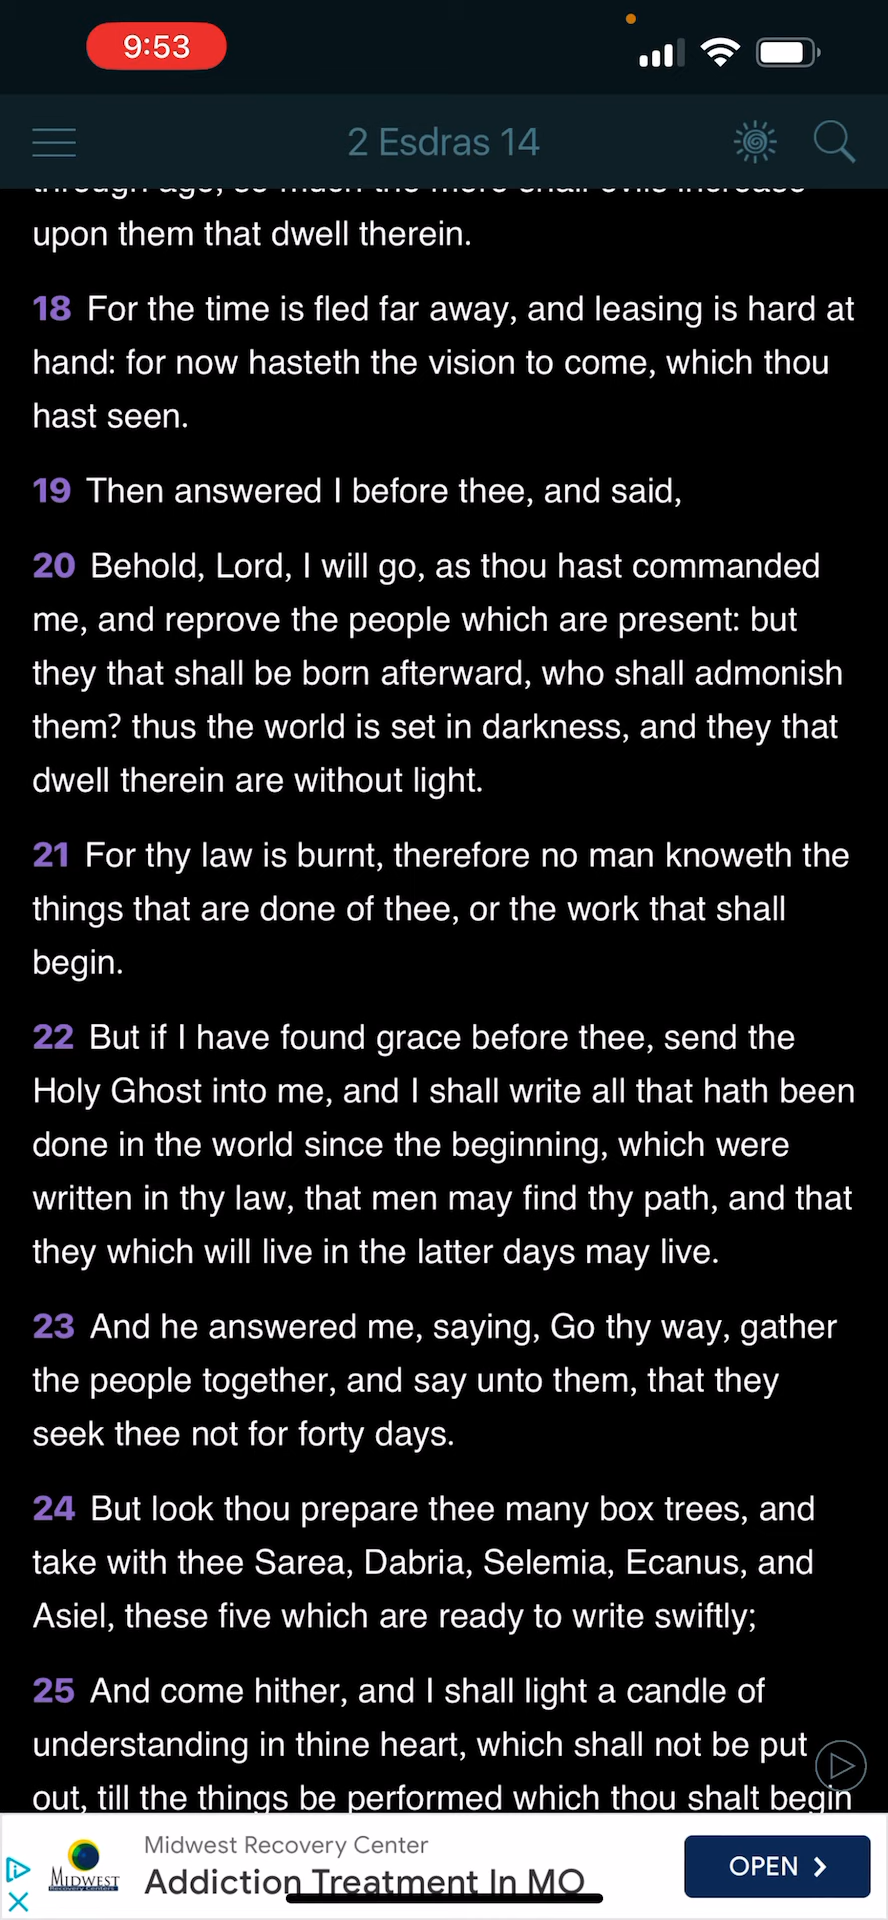 9:53
2 Esdras 14
through age, so much the more shall evils increase
upon them that dwell therein.
18 For the time is fled far away, and leasing is hard at
hand: for now hasteth the vision to come, which thou
hast seen.
19 Then answered I before thee, and said,
20 Behold, Lord, I will go, as thou hast commanded
me, and reprove the people which are present: but
they that shall be born afterward, who shall admonish
them? thus the world is set in darkness, and they that
dwell therein are without light.
21 For thy law is burnt, therefore no man knoweth the
things that are done of thee, or the work that shall
begin.
22 But if I have found grace before thee, send the
Holy Ghost into me, and I shall write all that hath been
done in the world since the beginning, which were
written in thy law, that men may find thy path, and that
they which will live in the latter days may live.
23 And he answered me, saying, Go thy way, gather
the people together, and say unto them, that they
seek thee not for forty days.
24 But look thou prepare thee many box trees, and
take with thee Sarea, Dabria, Selemia, Ecanus, and
Asiel, these five which are ready to write swiftly;
25 And come hither, and I shall light a candle of
understanding in thine heart, which shall not be put
out, till the things be performed which thou shalt begin
Midwest Recovery Center
Addiction Treatment In MO
OPEN
MIDWEST
Recovery Centers